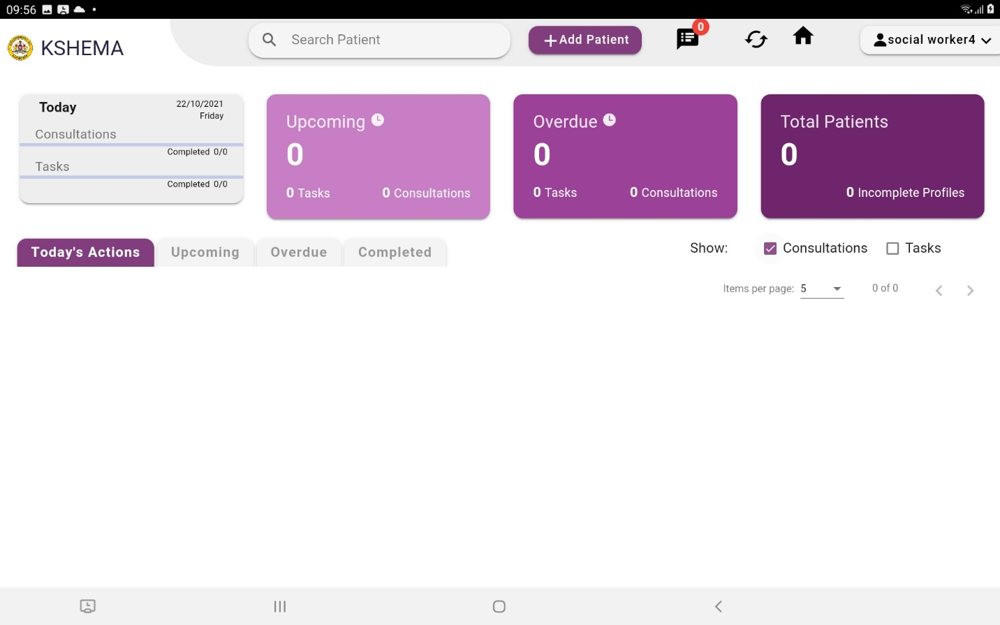 09:56
KSHEMA
Search Patient
Add Patient
0
social worker4
Today
22/10/2021
Friday
Consultations
Completed 0/0
Tasks
Completed 0/0
Upcoming
0
0 Tasks 0 Consultations
Overdue
0
0 Tasks 0 Consultations
Total Patients
0
0 Incomplete Profiles
Today's Actions Upcoming Overdue Completed
Show: Consultations Tasks
Items per page: 5 0 of 0